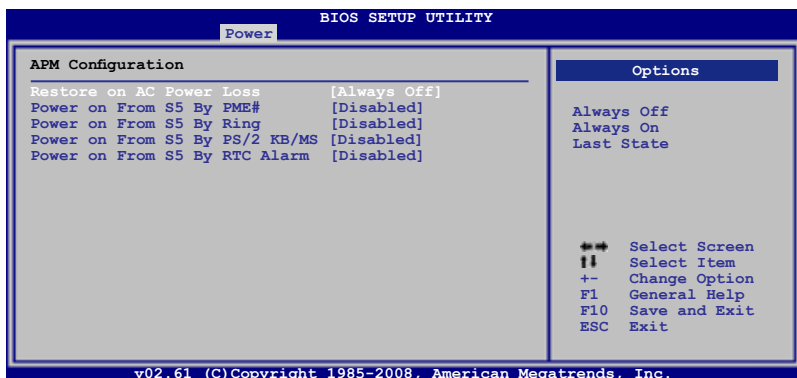 BIOS SETUP UTILITY
Power
APM Configuration
Restore on AC Power Loss [Always Off]
Power on From S5 By PME# [Disabled]
Power on From S5 By Ring [Disabled]
Power on From S5 By PS/2 KB/MS [Disabled]
Power on From S5 By RTC Alarm [Disabled]
Options
Always Off
Always On
Last State
Select Screen
Select Item
+- Change Option
F1 General Help
F10 Save and Exit
ESC Exit
v02.61 (C)Copyright 1985-2008, American Megatrends, Inc.